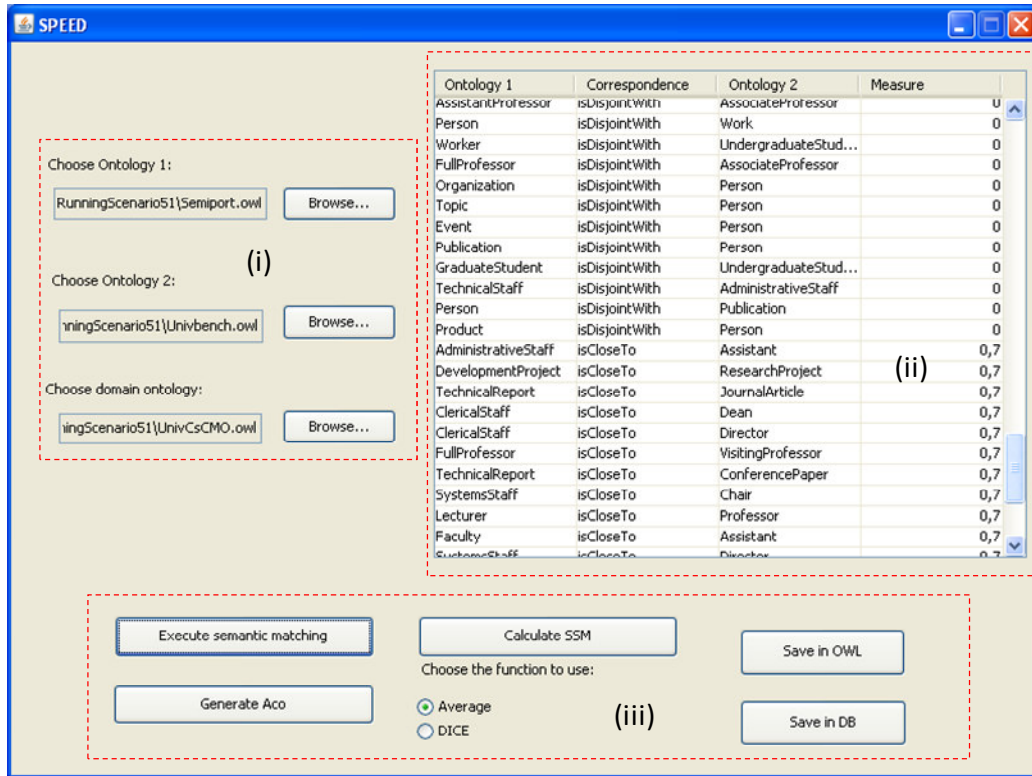 SPEED
Choose Ontology 1:
RunningScenario51\Semiport.owl Browse...
(i)
Choose Ontology 2:
nningScenario51\Univbench.owl Browse...
Choose domain ontology:
ningScenario51\UnivCsCMO.owl Browse...
Ontology 1 Correspondence Ontology 2 Measure
AssistantProfessor isDisjointWith AssociateProfessor 0
Person isDisjointWith Work 0
Worker isDisjointWith UndergraduateStud... 0
FullProfessor isDisjointWith AssociateProfessor 0
Organization isDisjointWith Person 0
Topic isDisjointWith Person 0
Event isDisjointWith Person 0
Publication isDisjointWith Person 0
GraduateStudent isDisjointWith UndergraduateStud... 0
TechnicalStaff isDisjointWith AdministrativeStaff 0
Person isDisjointWith Publication 0
Product isDisjointWith Person 0
AdministrativeStaff isCloseTo Assistant 0,7
DevelopmentProject isCloseTo ResearchProject 0,7
TechnicalReport isCloseTo JournalArticle 0,7
ClericalStaff isCloseTo Dean 0,7
ClericalStaff isCloseTo Director 0,7
FullProfessor isCloseTo VisitingProfessor 0,7
TechnicalReport isCloseTo ConferencePaper 0,7
SystemsStaff isCloseTo Chair 0,7
Lecturer isCloseTo Professor 0,7
Faculty isCloseTo Assistant 0,7
SystemsStaff isCloseTo Director 0,7
(ii)
Execute semantic matching
Generate Aco
Calculate SSM
Choose the function to use:
Average
DICE
(iii)
Save in OWL
Save in DB